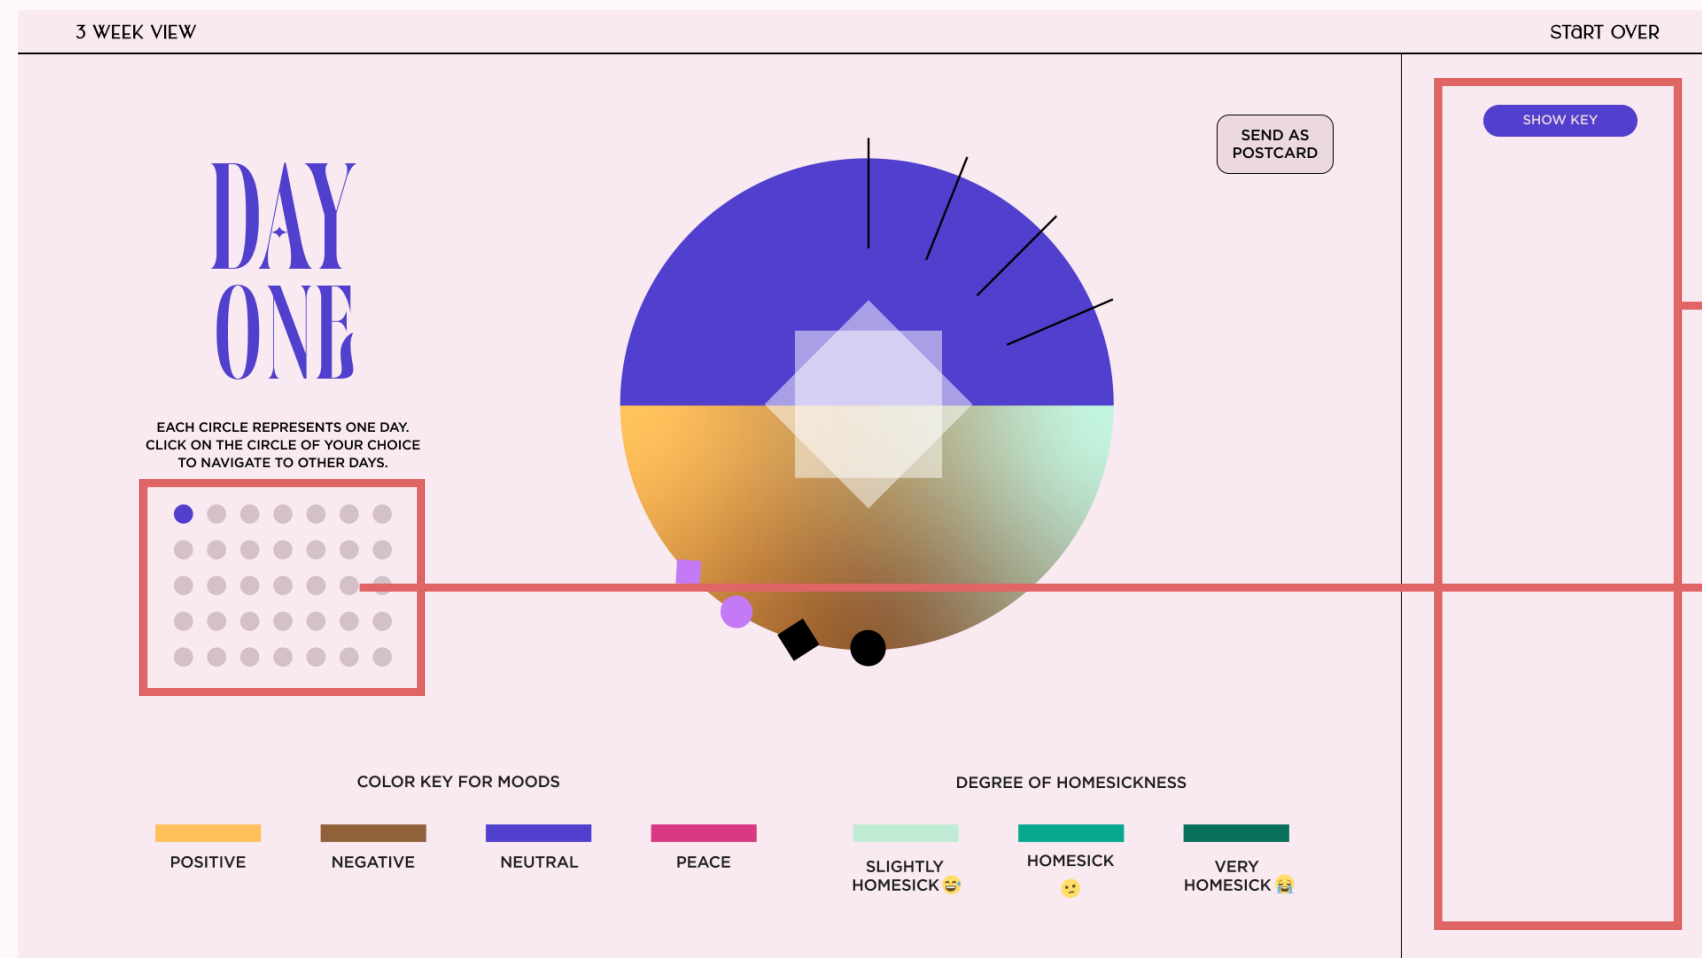 3 WEEK VIEW
START OVER
SHOW KEY
SEND AS
POSTCARD
DAY
ONE
EACH CIRCLE REPRESENTS ONE DAY.
CLICK ON THE CIRCLE OF YOUR CHOICE
TO NAVIGATE TO OTHER DAYS.
COLOR KEY FOR MOODS
POSITIVE
NEGATIVE
NEUTRAL
PEACE
DEGREE OF HOMESICKNESS
SLIGHTLY
HOMESICK 😅
HOMESICK
🫤
VERY
HOMESICK 😭